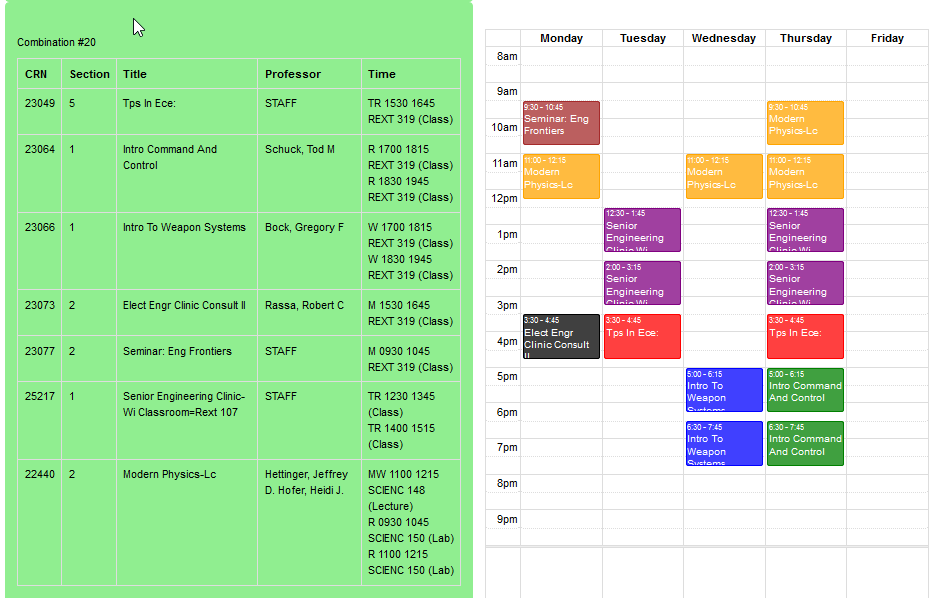 Combination #20
CRN Section Title Professor Time
23049 5 Tps In Ece: STAFF TR 1530 1645
REXT 319 (Class)
23064 1 Intro Command And Schuck, Tod M R 1700 1815
Control REXT 319 (Class)
R 1830 1945
REXT 319 (Class)
23066 1 Intro To Weapon Systems Bock, Gregory F W 1700 1815
REXT 319 (Class)
W 1830 1945
REXT 319 (Class)
23073 2 Elect Engr Clinic Consult II Rassa, Robert C M 1530 1645
REXT 319 (Class)
23077 2 Seminar: Eng Frontiers STAFF M 0930 1045
REXT 319 (Class)
25217 1 Senior Engineering Clinic- STAFF TR 1230 1345
Wi Classroom=Rext 107 (Class)
TR 1400 1515
(Class)
22440 2 Modern Physics-Lc Hettinger, Jeffrey MW 1100 1215
D. Hofer, Heidi J. SCIENC 148
(Lecture)
R 0930 1045
SCIENC 150 (Lab)
R 1100 1215
SCIENC 150 (Lab)
Monday Tuesday Wednesday Thursday Friday
8am
9am
9:30 - 10:45 9:30 - 10:45
Seminar: Eng Modern
10am Frontiers Physics-Lc
11am 11:00 - 12:15 11:00 - 12:15 11:00 - 12:15
Modern Modern Modern
Physics-Lc Physics-Lc Physics-Lc
12pm
12:30 - 1:45 12:30 - 1:45
Senior Senior
1pm Engineering Engineering
Clinic Wi Clinic Wi
2pm 2:00 - 3:15 2:00 - 3:15
Senior Senior
Engineering Engineering
3pm Clinic Wi Clinic Wi
3:30 - 4:45 3:30 - 4:45 3:30 - 4:45
Elect Engr Tps In Ece: Tps In Ece:
4pm Clinic Consult
II
5pm 5:00 - 6:15 5:00 - 6:15
Intro To Intro Command
Weapon And Control
6pm Systems
6:30 - 7:45 6:30 - 7:45
Intro To Intro Command
7pm Weapon And Control
Systems
8pm
9pm